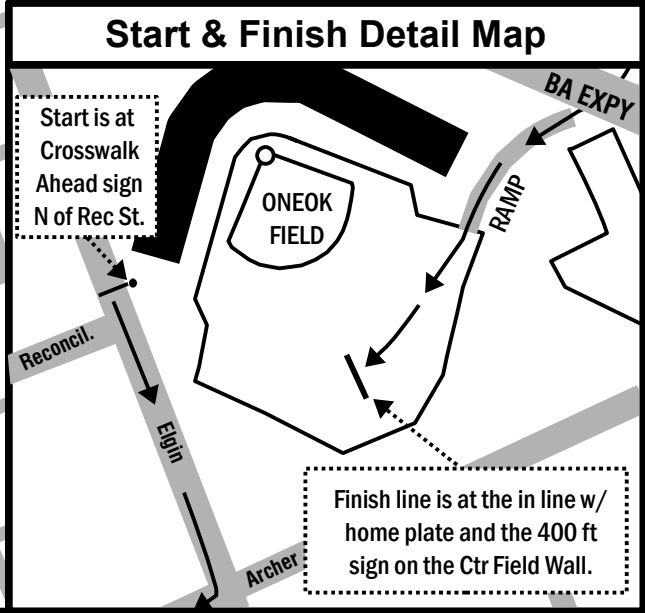 Start & Finish Detail Map
BA EXPY
Start is at
Crosswalk
Ahead sign
N of Rec St.
ONEOK
FIELD
RAMP
Reconcil.
Elgin
Finish line is at the in line w/
home plate and the 400 ft
sign on the Ctr Field Wall.
Archer